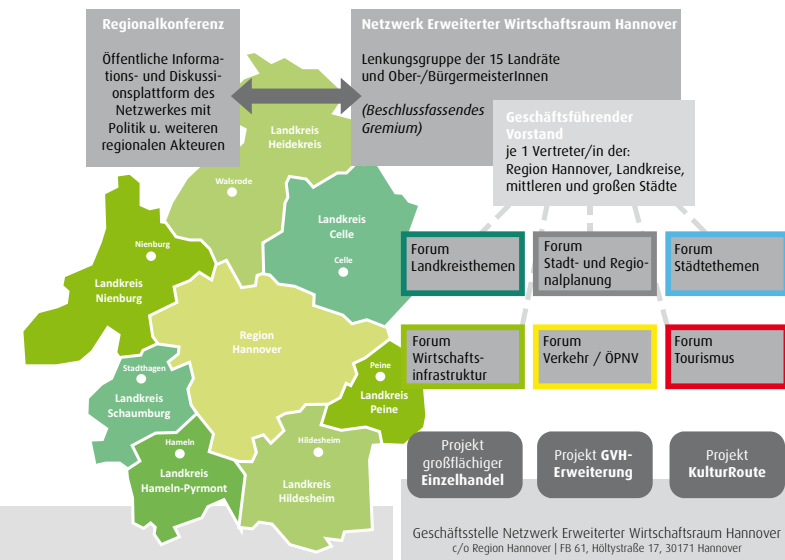 Regionalkonferenz
Öffentliche Informa-
tions- und Diskussi-
onsplattform des
Netzwerkes mit
Politik u. weiteren
regionalen Akteuren
Netzwerk Erweiterter Wirtschaftsraum Hannover
Lenkungsgruppe der 15 Landräte
und Ober-/BürgermeisterInnen
(Beschlussfassendes
Gremium)
Geschäftsführender
Vorstand
je 1 Vertreter/in der:
Region Hannover, Landkreise,
mittleren und großen Städte
Landkreis
Heidekreis
Walsrode
Landkreis
Celle
Celle
Nienburg
Landkreis
Nienburg
Region
Hannover
Stadthagen
Landkreis
Schaumburg
Peine
Landkreis
Peine
Hameln
Landkreis
Hameln-Pyrmont
Hildesheim
Landkreis
Hildesheim
Forum
Landkreisthemen
Forum
Stadt- und Regio-
nalplanung
Forum
Städtethemen
Forum
Wirtschafts-
infrastruktur
Forum
Verkehr / ÖPNV
Forum
Tourismus
Projekt
großflächiger
Einzelhandel
Projekt GVH-
Erweiterung
Projekt
KulturRoute
Geschäftsstelle Netzwerk Erweiterter Wirtschaftsraum Hannover
c/o Region Hannover | FB 61, Höltystraße 17, 30171 Hannover